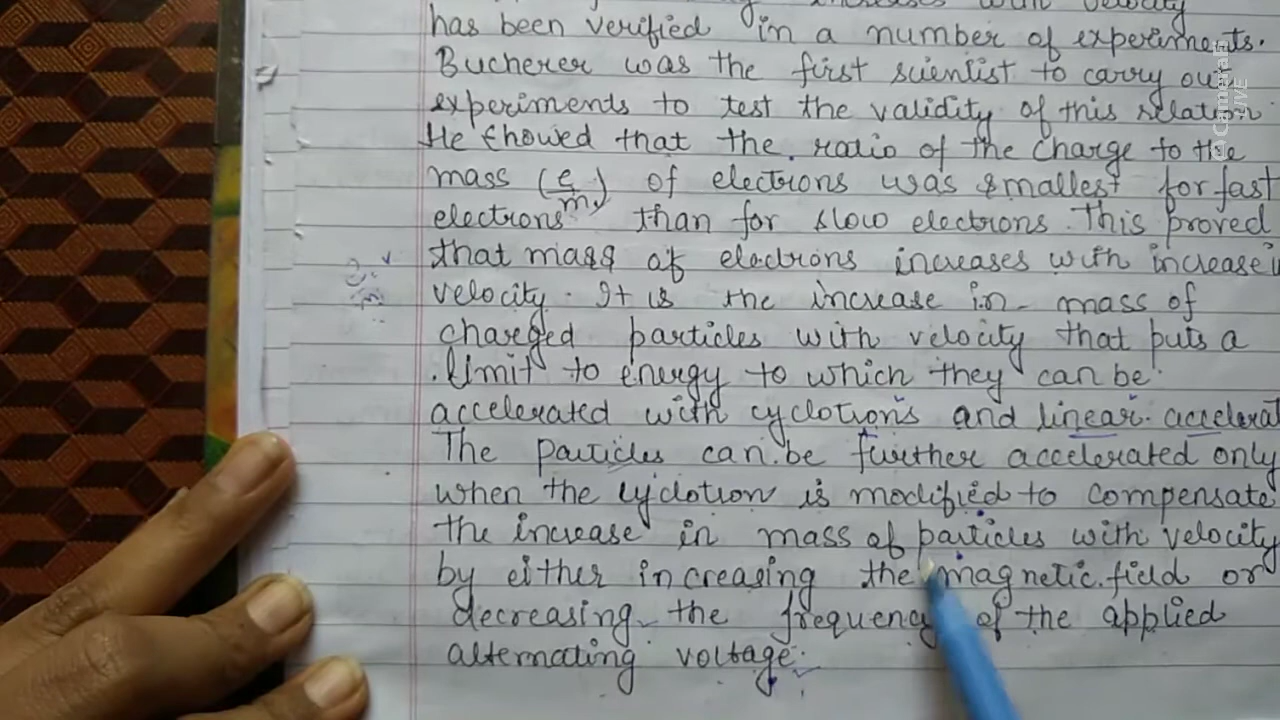 increases with velocity
has been verified in a number of experiments.
Bucherer was the first scientist to carry out
experiments to test the validity of this relation
He showed that the ratio of the charge to the
mass (e/m) of electrons was smallest for fast
electrons than for slow electrons. This proved
that mass of electrons increases with increase
velocity. It is the increase in mass of
charged particles with velocity that puts a
limit to energy to which they can be
accelerated with cyclotions and linear accelerat
The particles can be further accelerated only
when the cyclotion is modified to compensate
the increase in mass of particles with velocity
by either increasing the magnetic field or
decreasing the frequency of the applied
alternating voltage.
LIVE